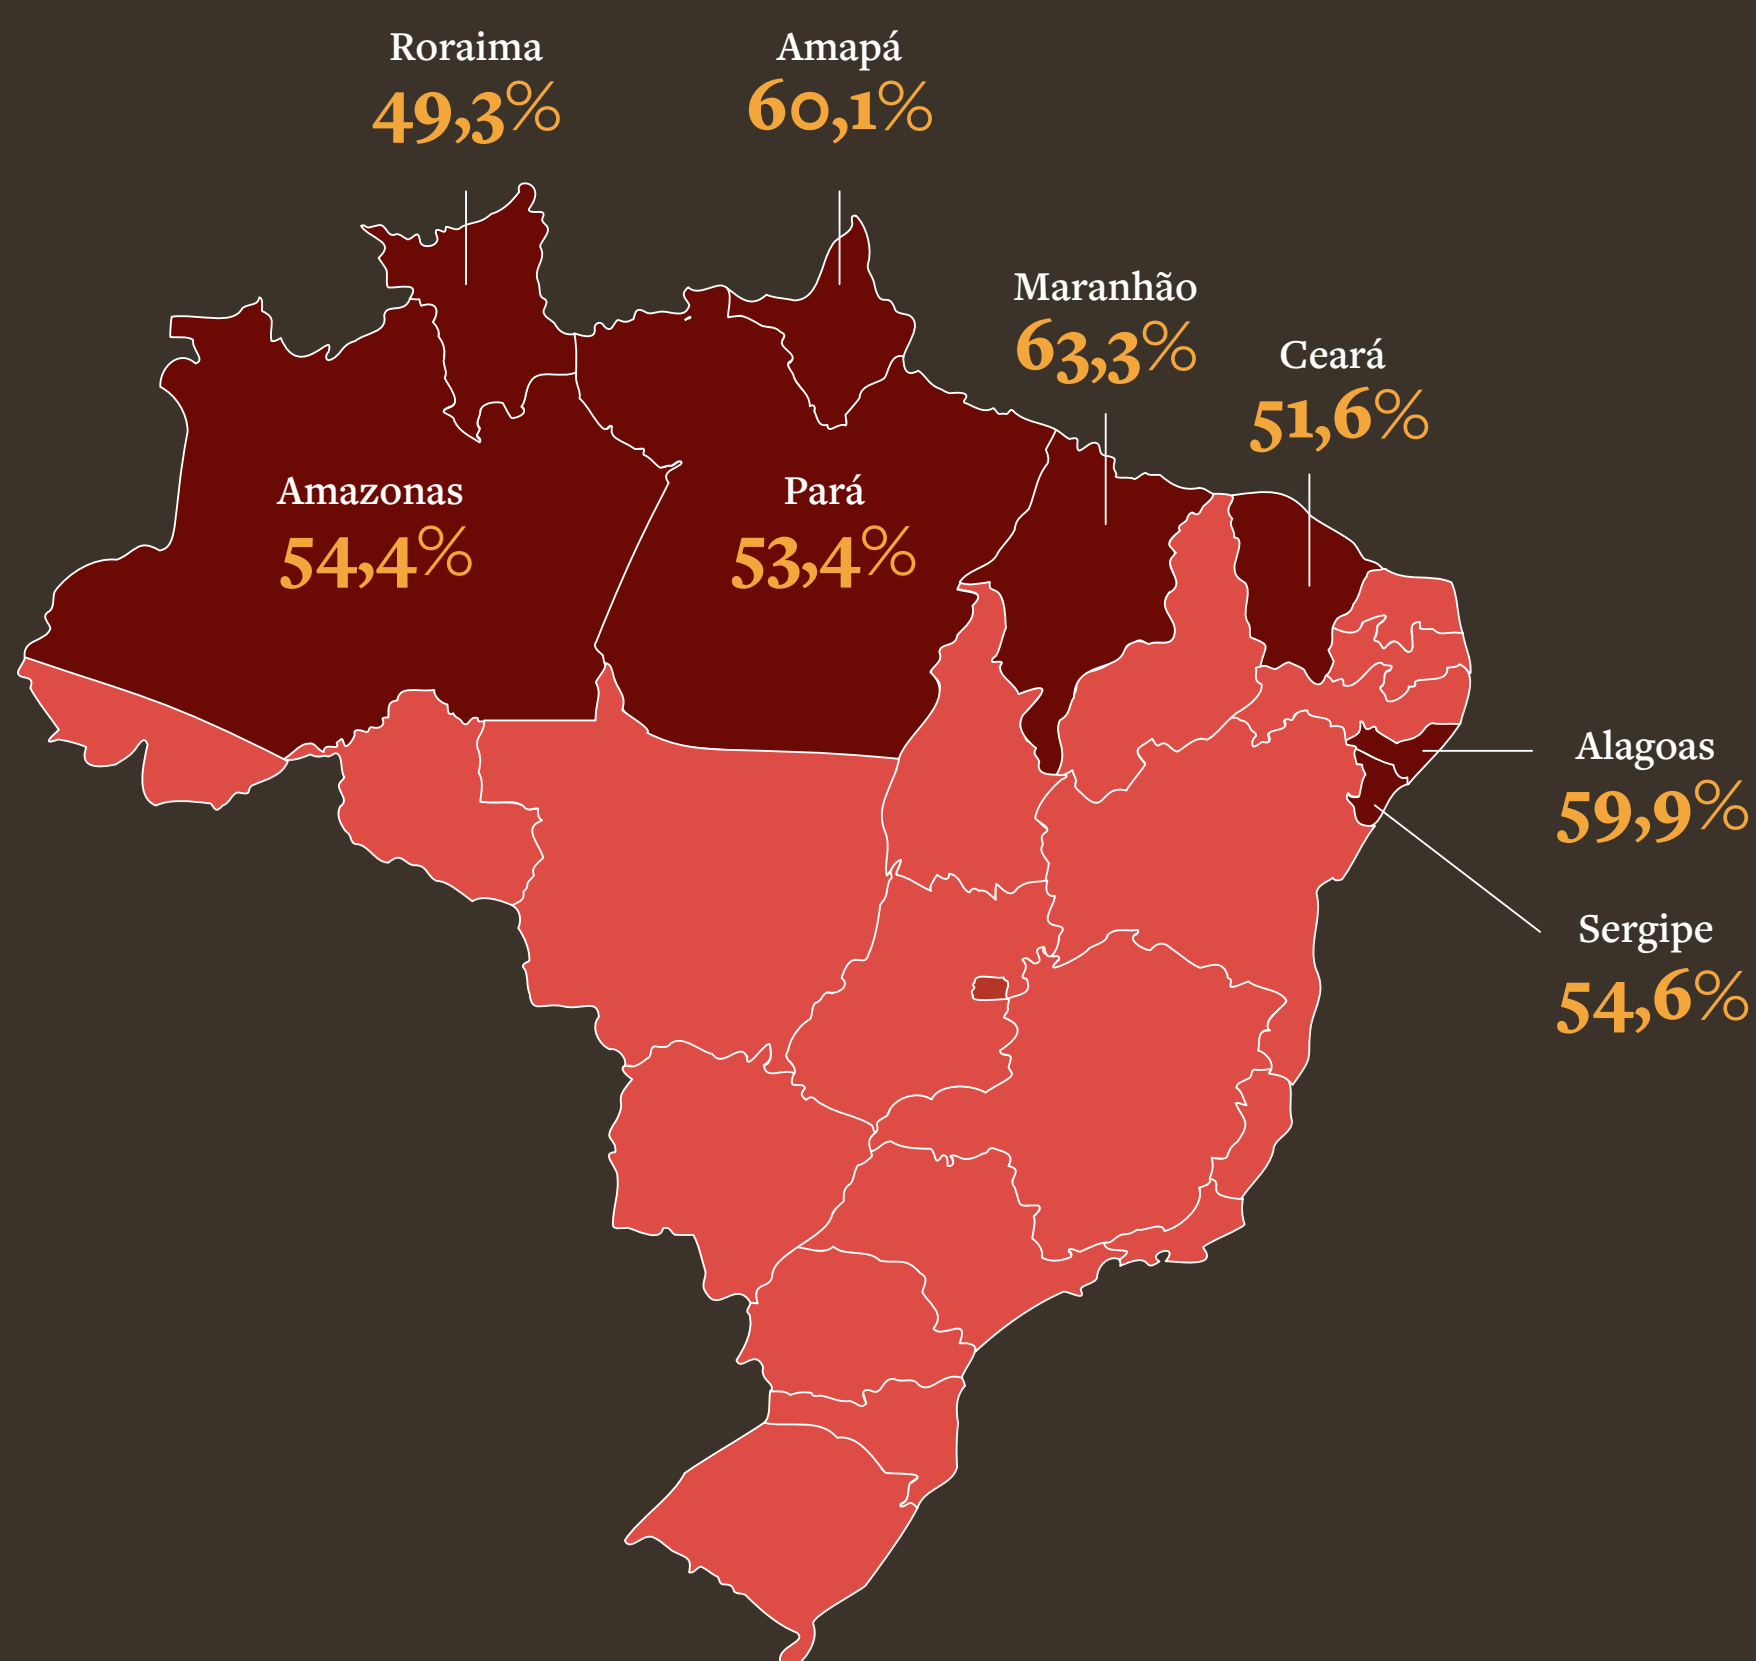 Roraima
49,3%
Amapá
60,1%
Maranhão
63,3%
Ceará
51,6%
Amazonas
54,4%
Pará
53,4%
Alagoas
59,9%
Sergipe
54,6%